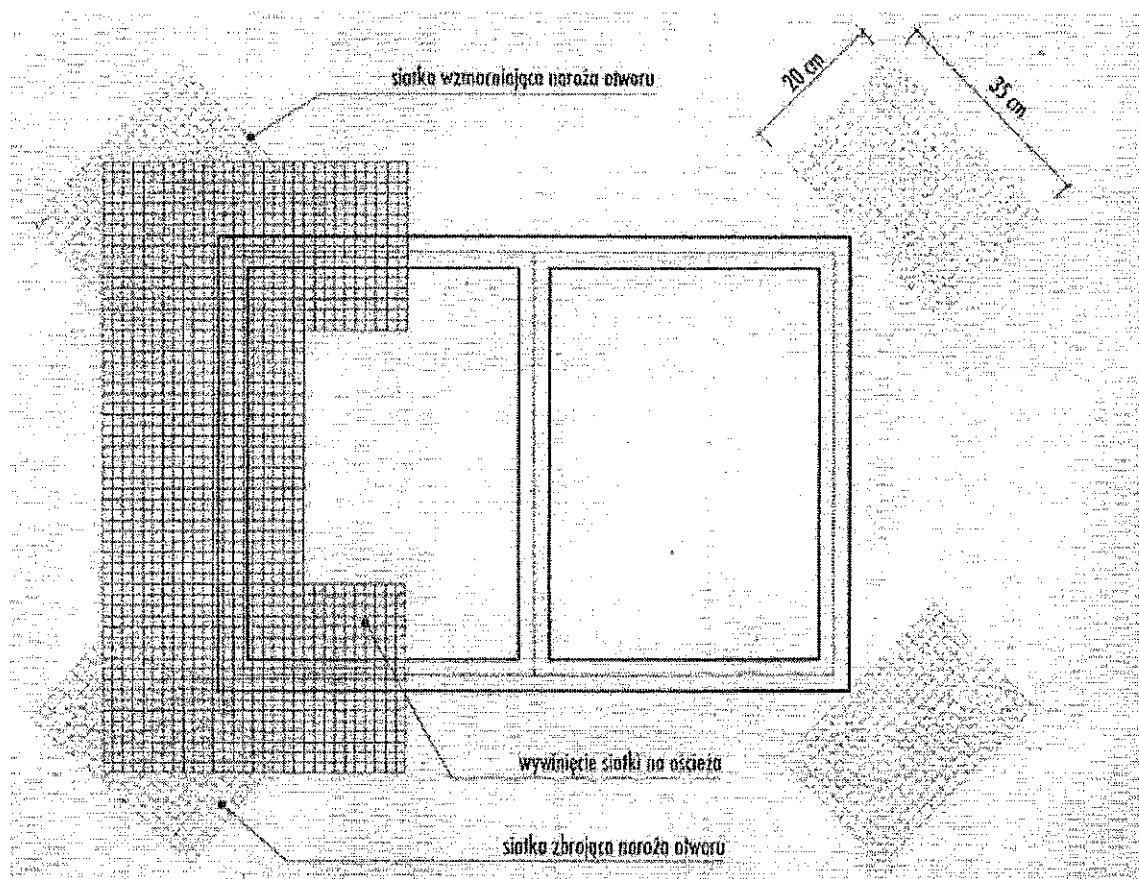 siatka wzmacniająca naroża otworu
20 cm
35 cm
wywinięcie siatki na ościeża
siatka zbrojąca naroża otworu